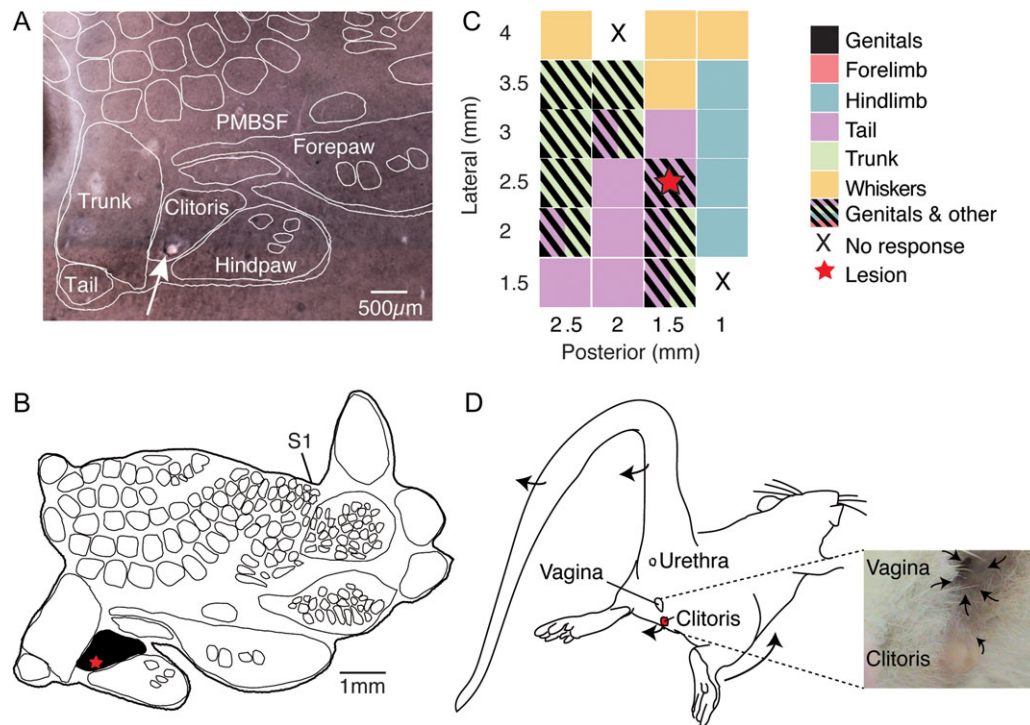 A
PMBSF
Forepaw
Trunk
Clitoris
Hindpaw
Tail
500µm
C
Lateral (mm)
4
3.5
3
2.5
2
1.5
X
X
2.5 2 1.5 1
Posterior (mm)
Genitals
Forelimb
Hindlimb
Tail
Trunk
Whiskers
Genitals & other
X No response
Lesion
B
S1
1mm
D
Urethra
Vagina
Clitoris
Vagina
Clitoris